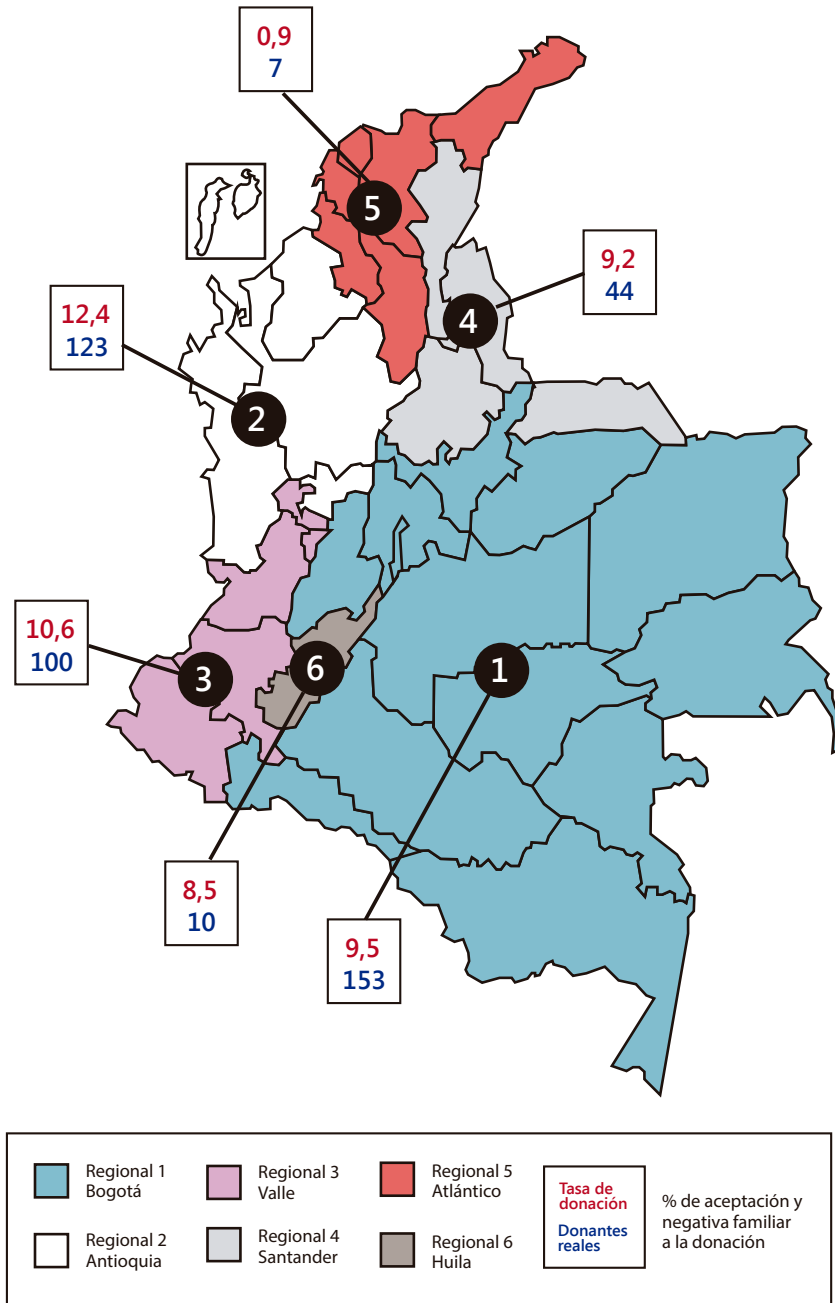 0,9
7
5
9,2
44
4
12,4
123
2
10,6
100
3
6
1
8,5
10
9,5
153
Regional 1
Bogotá
Regional 2
Antioquia
Regional 3
Valle
Regional 4
Santander
Regional 5
Atlántico
Regional 6
Huila
Tasa de
donación
Donantes
reales
% de aceptación y
negativa familiar
a la donación